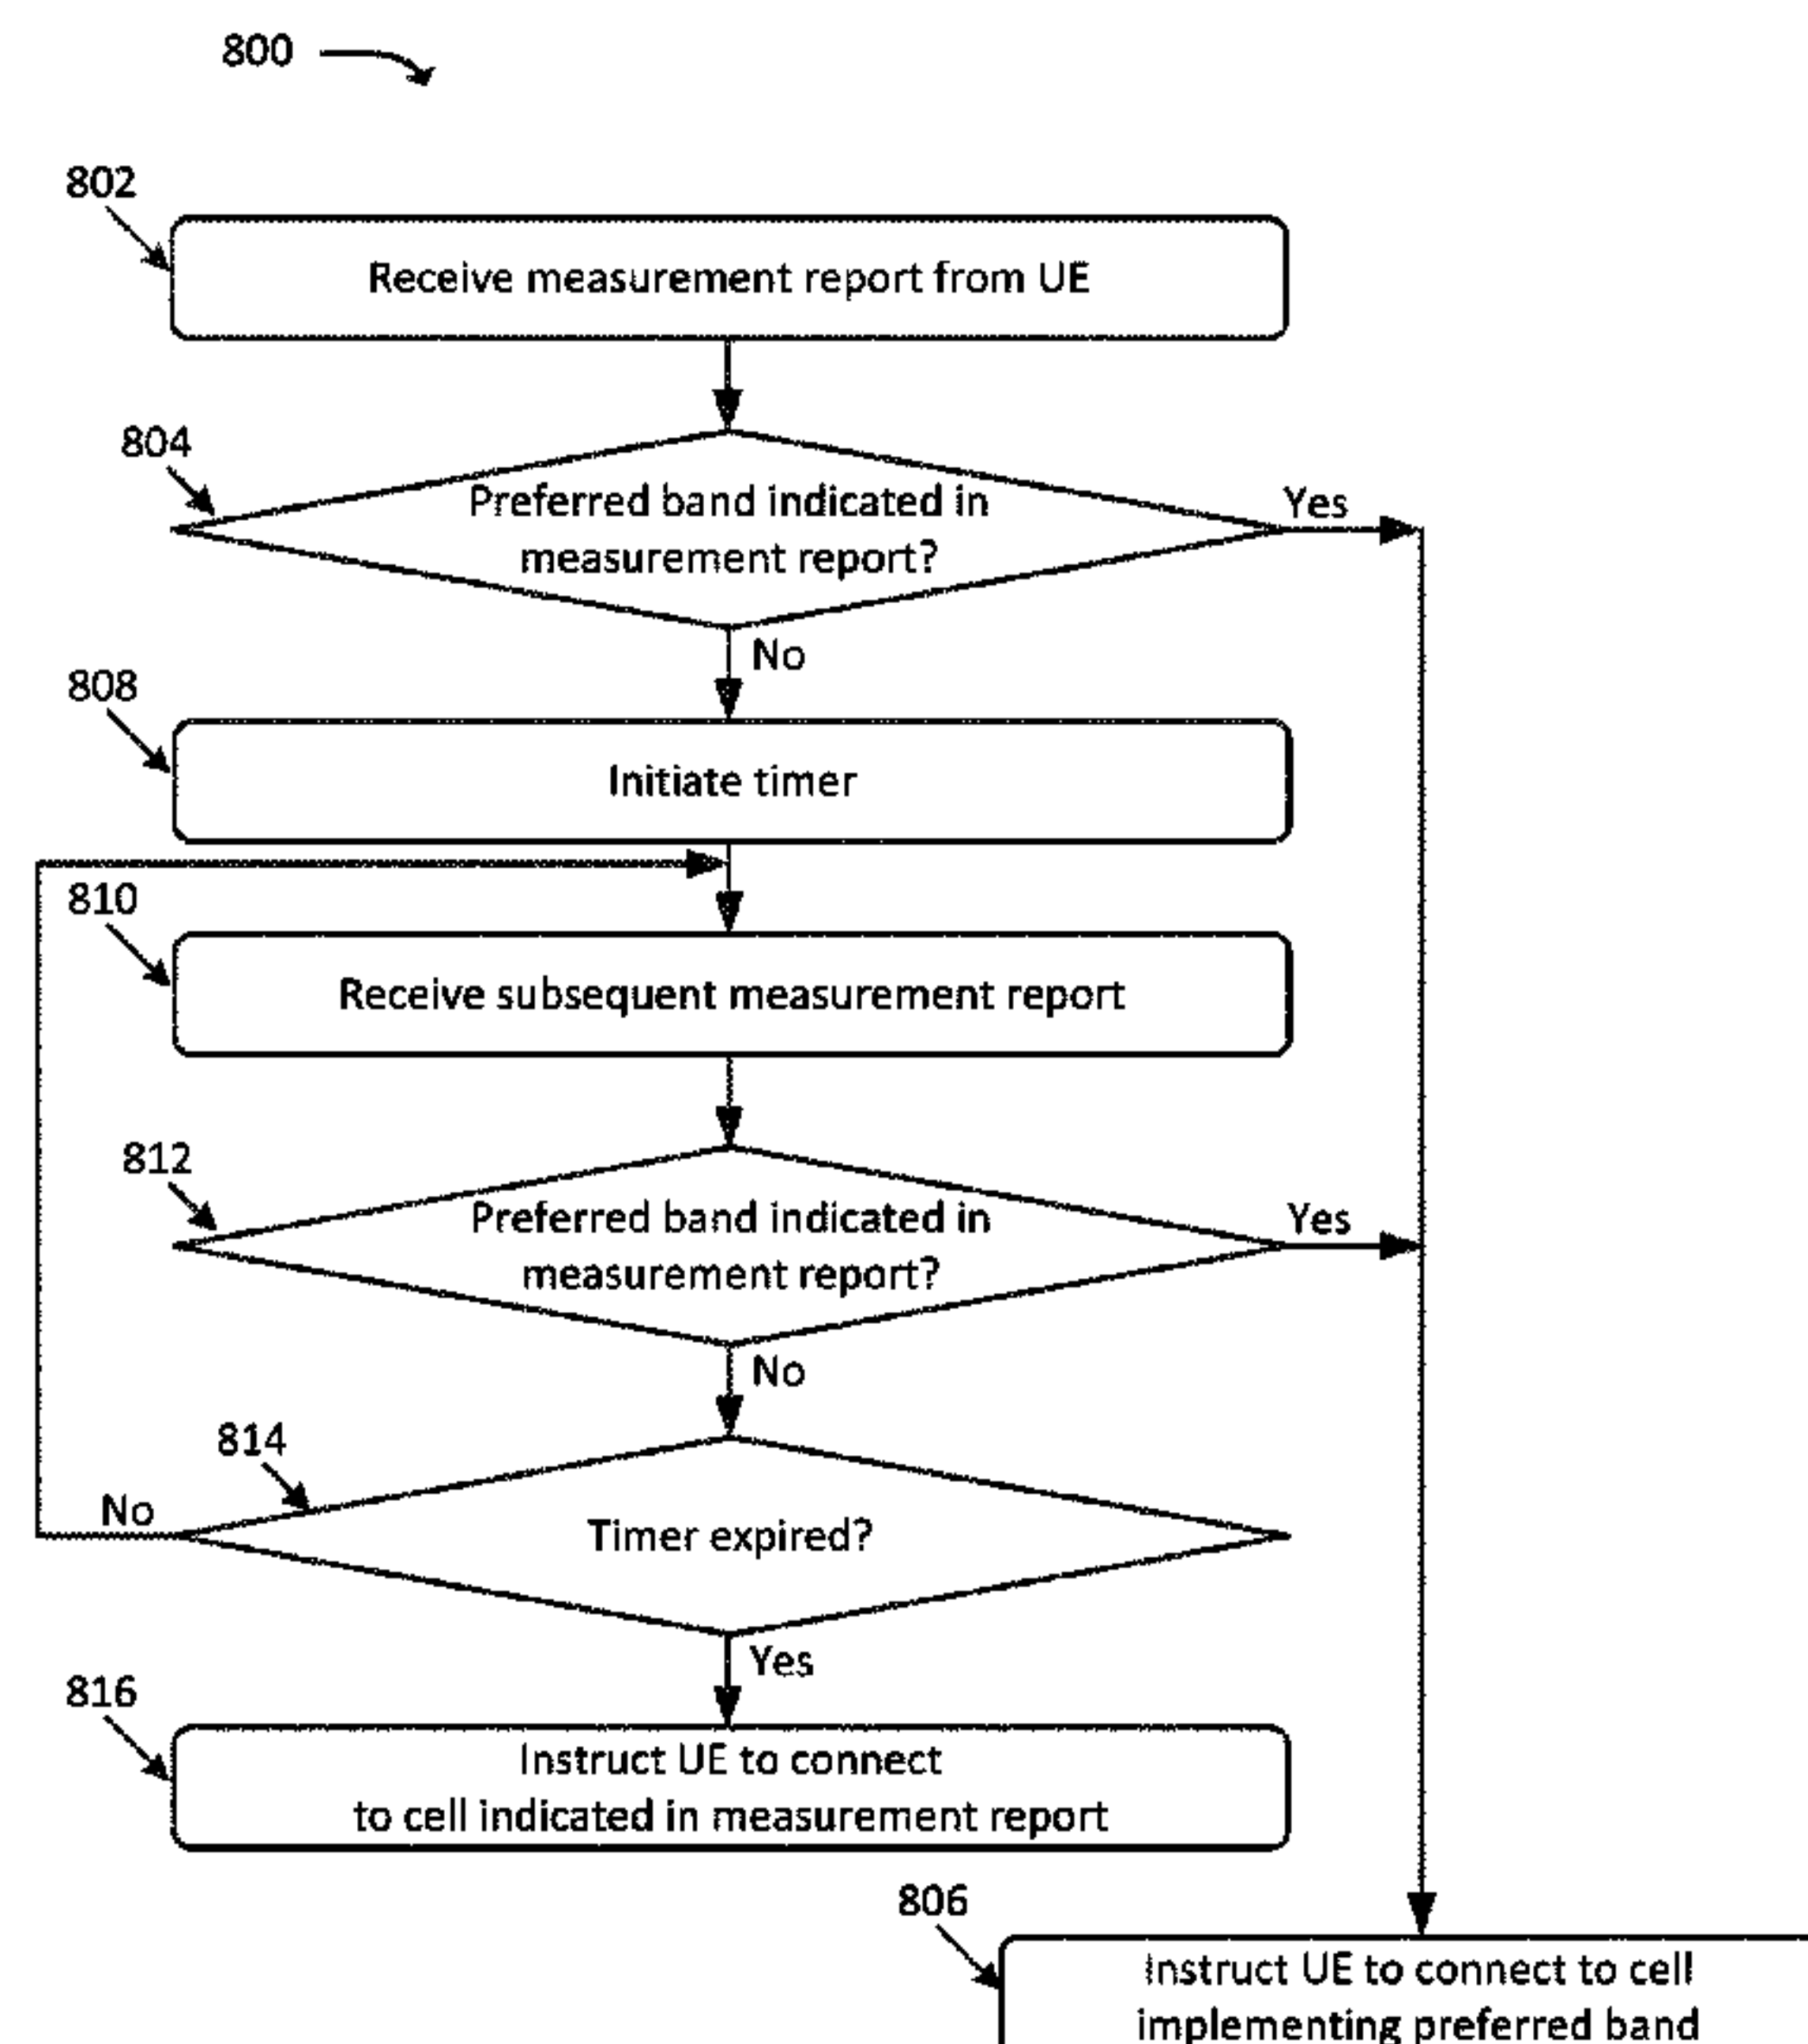 800
802
Receive measurement report from UE
804
Preferred band indicated in
measurement report?
Yes
No
808
Initiate timer
810
Receive subsequent measurement report
812
Preferred band indicated in
measurement report?
Yes
No
814
No
Timer expired?
Yes
816
Instruct UE to connect
to cell indicated in measurement report
806
Instruct UE to connect to cell
implementing preferred band